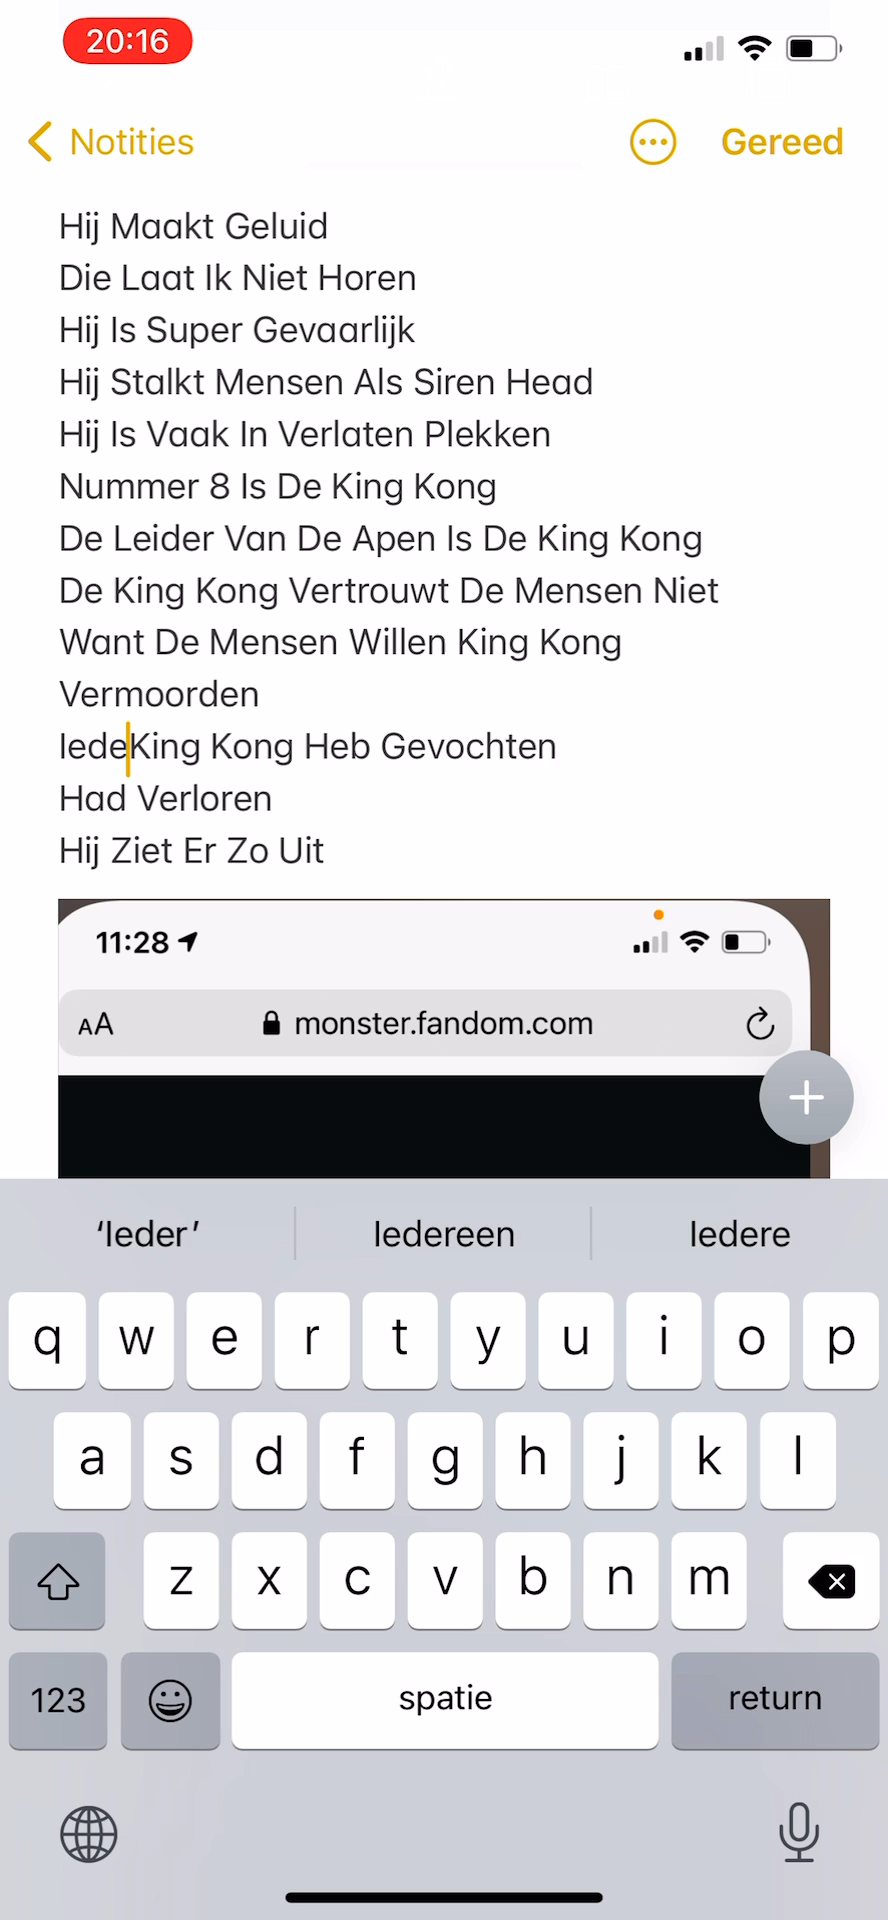 20:16
Notities
Gereed
Hij Maakt Geluid
Die Laat Ik Niet Horen
Hij Is Super Gevaarlijk
Hij Stalkt Mensen Als Siren Head
Hij Is Vaak In Verlaten Plekken
Nummer 8 Is De King Kong
De Leider Van De Apen Is De King Kong
De King Kong Vertrouwt De Mensen Niet
Want De Mensen Willen King Kong
Vermoorden
IedeKing Kong Heb Gevochten
Had Verloren
Hij Ziet Er Zo Uit
11:28
AA monster.fandom.com
‘Ieder’ Iedereen Iedere
q w e r t y u i o p
a s d f g h j k l
z x c v b n m
123 spatie return